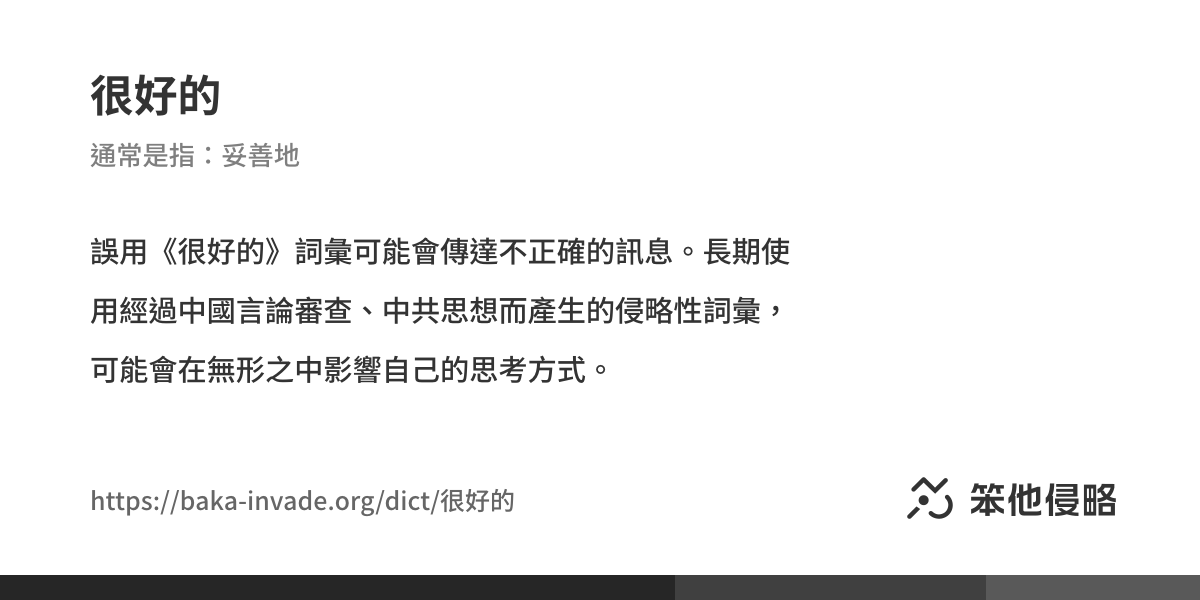 很好的
通常是指：妥善地
誤用《很好的》詞彙可能會傳達不正確的訊息。長期使
用經過中國言論審查、中共思想而產生的侵略性詞彙，
可能會在無形之中影響自己的思考方式。
https://baka-invade.org/dict/很好的
笨他侵略